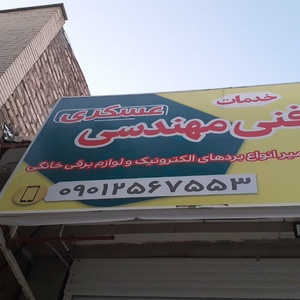 خدمات
فنی مهندسی عسکری
تعمیر انواع بردهای الکترونیک و لوازم برقی خانگی
۰۹۰۱۲۵۶۷۵۵۳